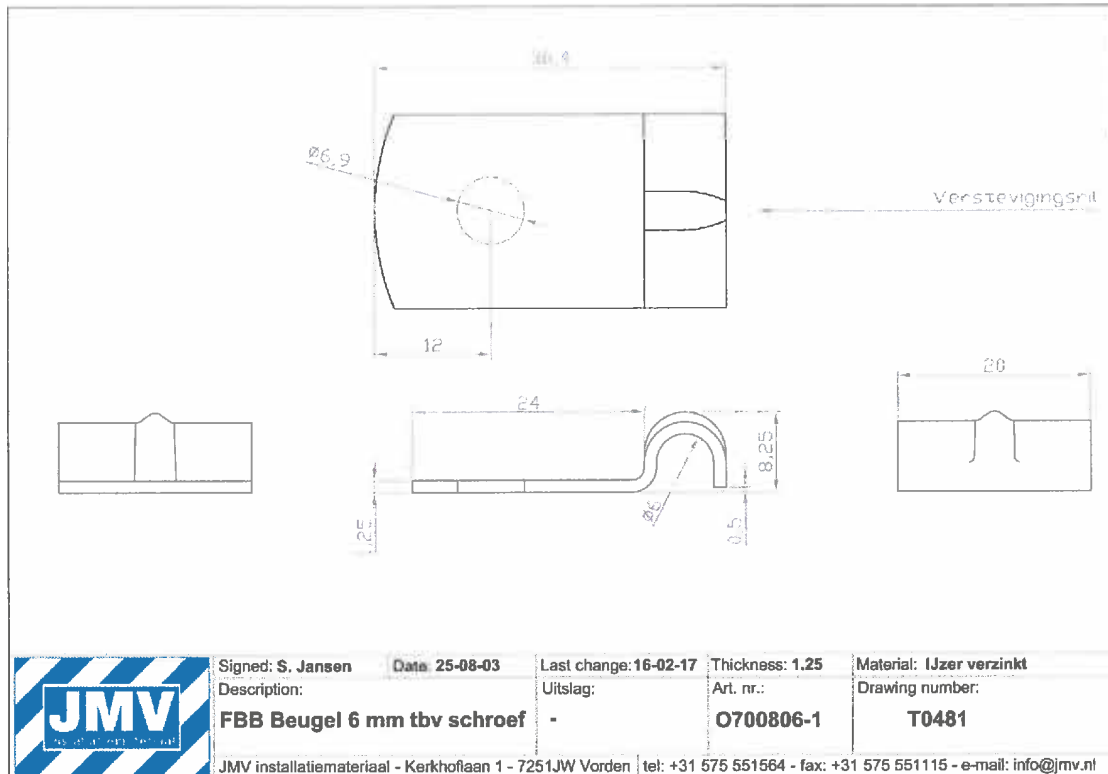 Ø6,9
Verstevigingsril
12
24
20
8,25
Ø6
0,5
JMV
Signed: S. Jansen Date: 25-08-03 Last change: 16-02-17 Thickness: 1.25 Material: IJzer verzinkt
Description: Uitslag: Art. nr.: Drawing number:
FBB Beugel 6 mm tbv schroef - O700806-1 T0481
JMV installatiemateriaal - Kerkhoflaan 1 - 7251JW Vorden tel: +31 575 551564 - fax: +31 575 551115 - e-mail: info@jmv.nl